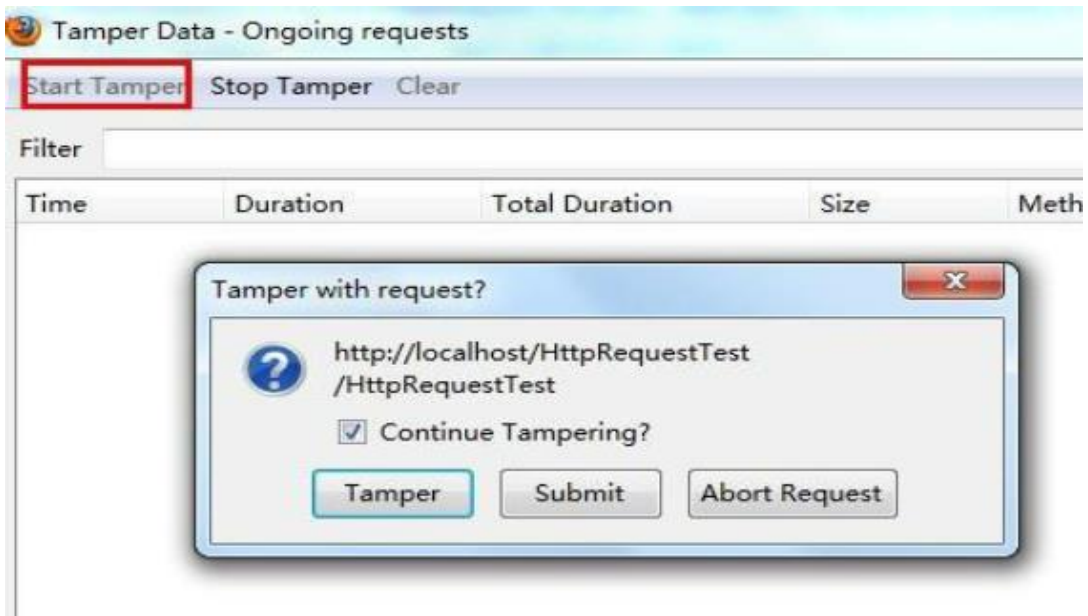 Tamper Data - Ongoing requests
Start Tamper Stop Tamper Clear
Filter
Time Duration Total Duration Size Meth
Tamper with request?
http://localhost/HttpRequestTest
/HttpRequestTest
Continue Tampering?
Tamper Submit Abort Request